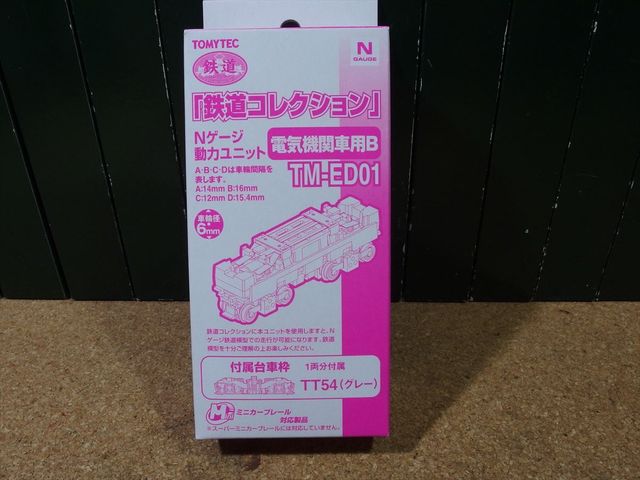 TOMYTEC
鉄道
N
GAUGE
「鉄道コレクション」
Nゲージ
動力ユニット
電気機関車用B
TM-ED01
A・B・C・Dは車輪間隔を
表します。
A:14mm B:16mm
C:12mm D:15.4mm
車輪径
6mm
鉄道コレクションに本ユニットを使用しますと、N
ゲージ鉄道模型での走行が可能になります。鉄道
模型を十分ご理解の上お楽しみください。
付属台車枠
1両分付属
TT54(グレー)
ミニカーブレール
対応製品
※スーパーミニカーブレールには対応していません。